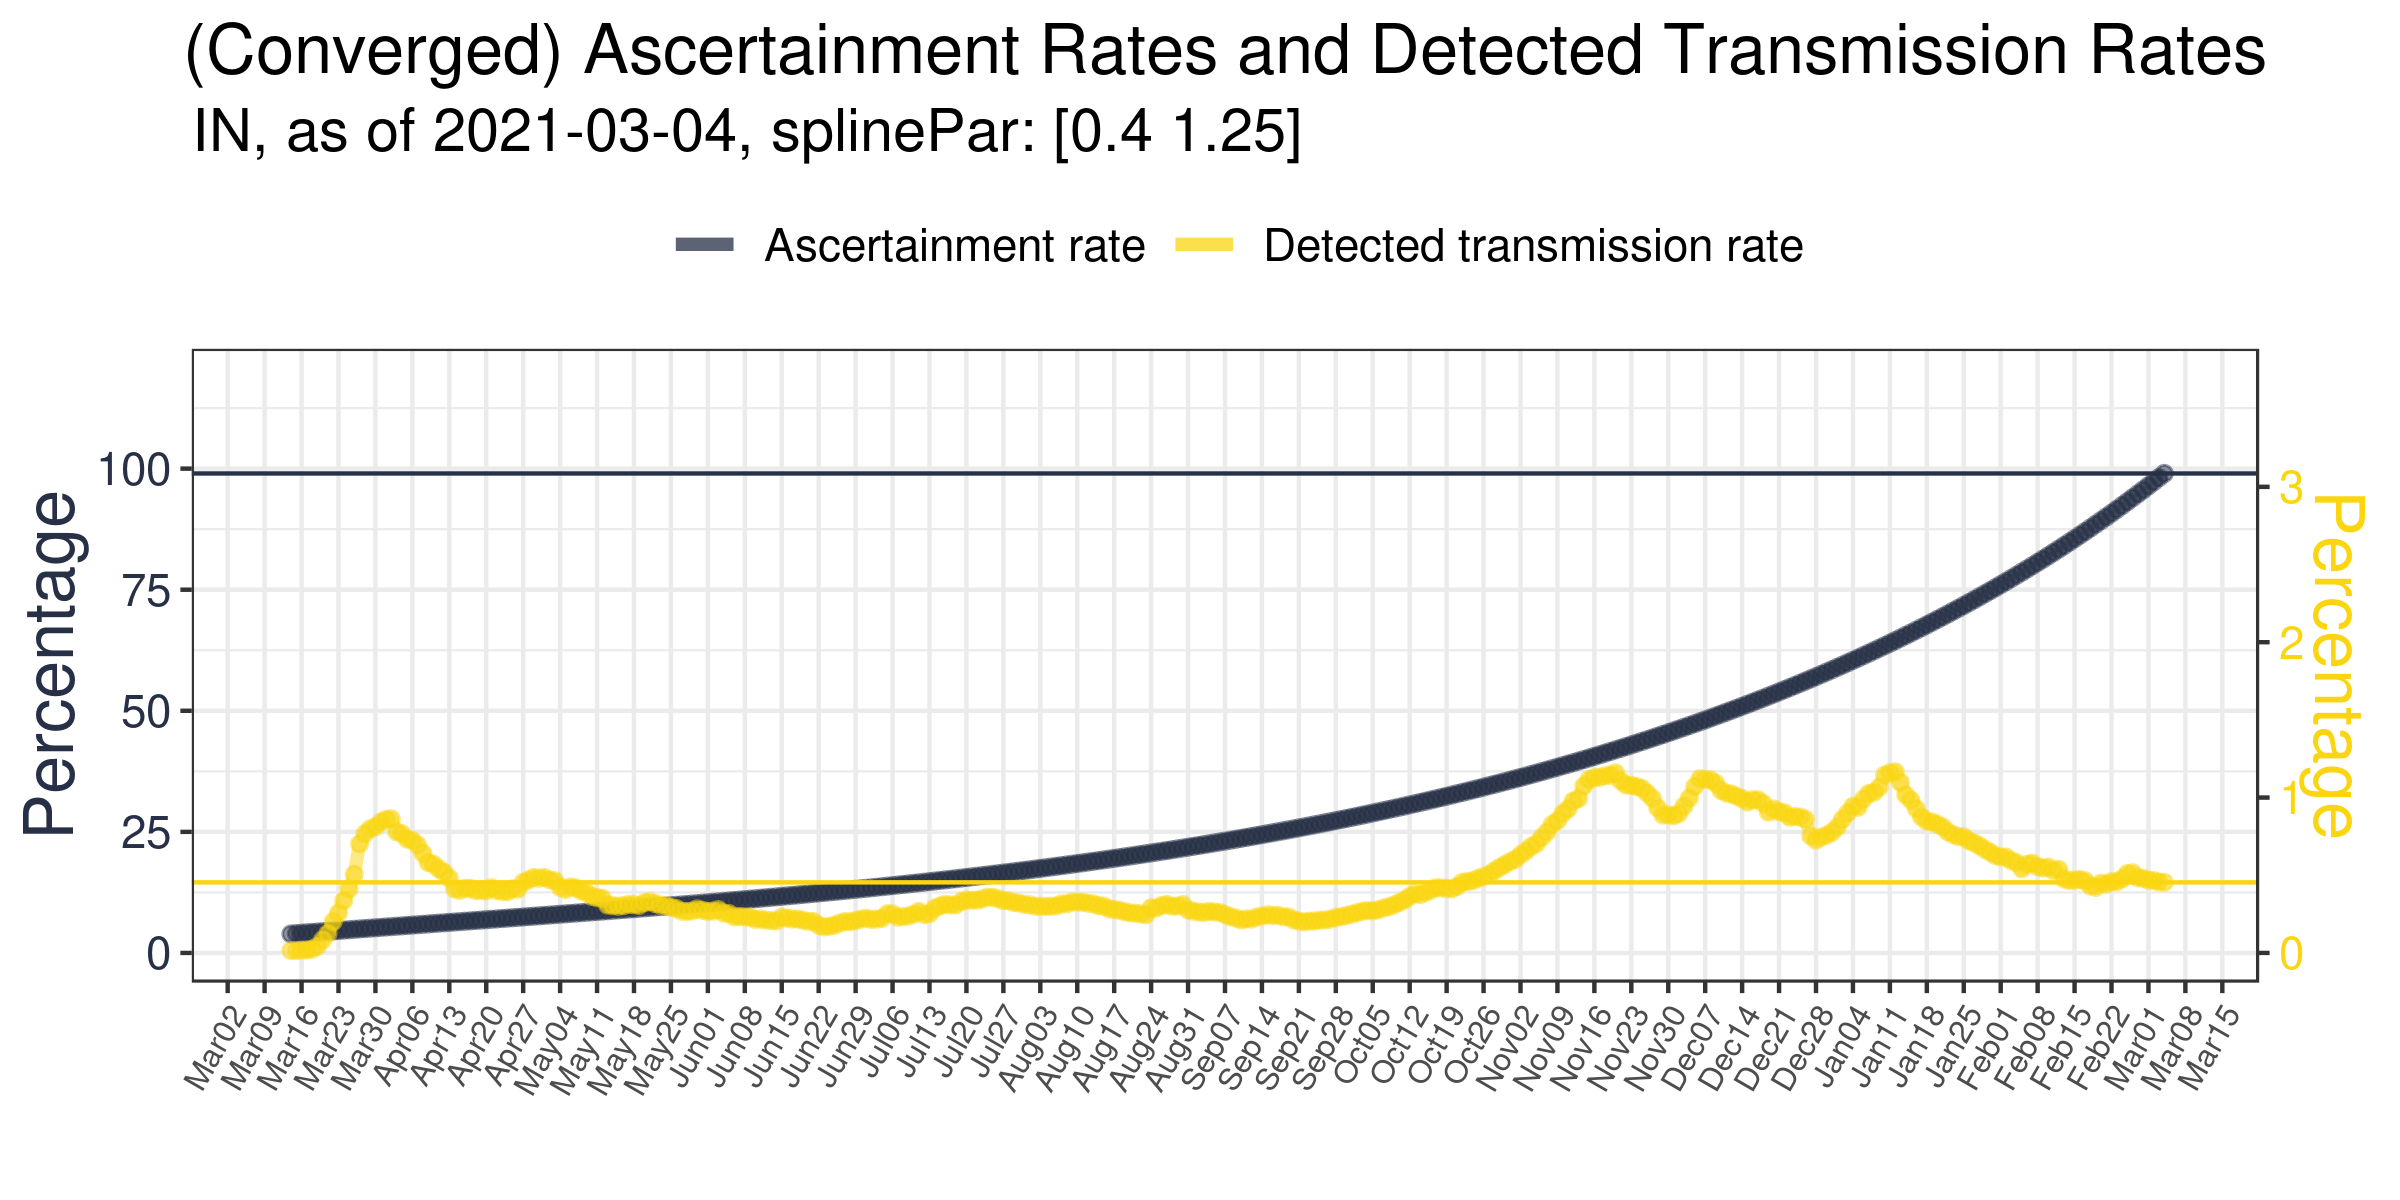 (Converged) Ascertainment Rates and Detected Transmission Rates
IN, as of 2021-03-04, splinePar: [0.4 1.25]
Ascertainment rate Detected transmission rate
Percentage
100
75
50
25
0
3
2
1
0
Percentage
Mar02 Mar09 Mar16 Mar23 Mar30 Apr06 Apr13 Apr20 Apr27 May04 May11 May18 May25 Jun01 Jun08 Jun15 Jun22 Jun29 Jul06 Jul13 Jul20 Jul27 Aug03 Aug10 Aug17 Aug24 Aug31 Sep07 Sep14 Sep21 Sep28 Oct05 Oct12 Oct19 Oct26 Nov02 Nov09 Nov16 Nov23 Nov30 Dec07 Dec14 Dec21 Dec28 Jan04 Jan11 Jan18 Jan25 Feb01 Feb08 Feb15 Feb22 Mar01 Mar08 Mar15